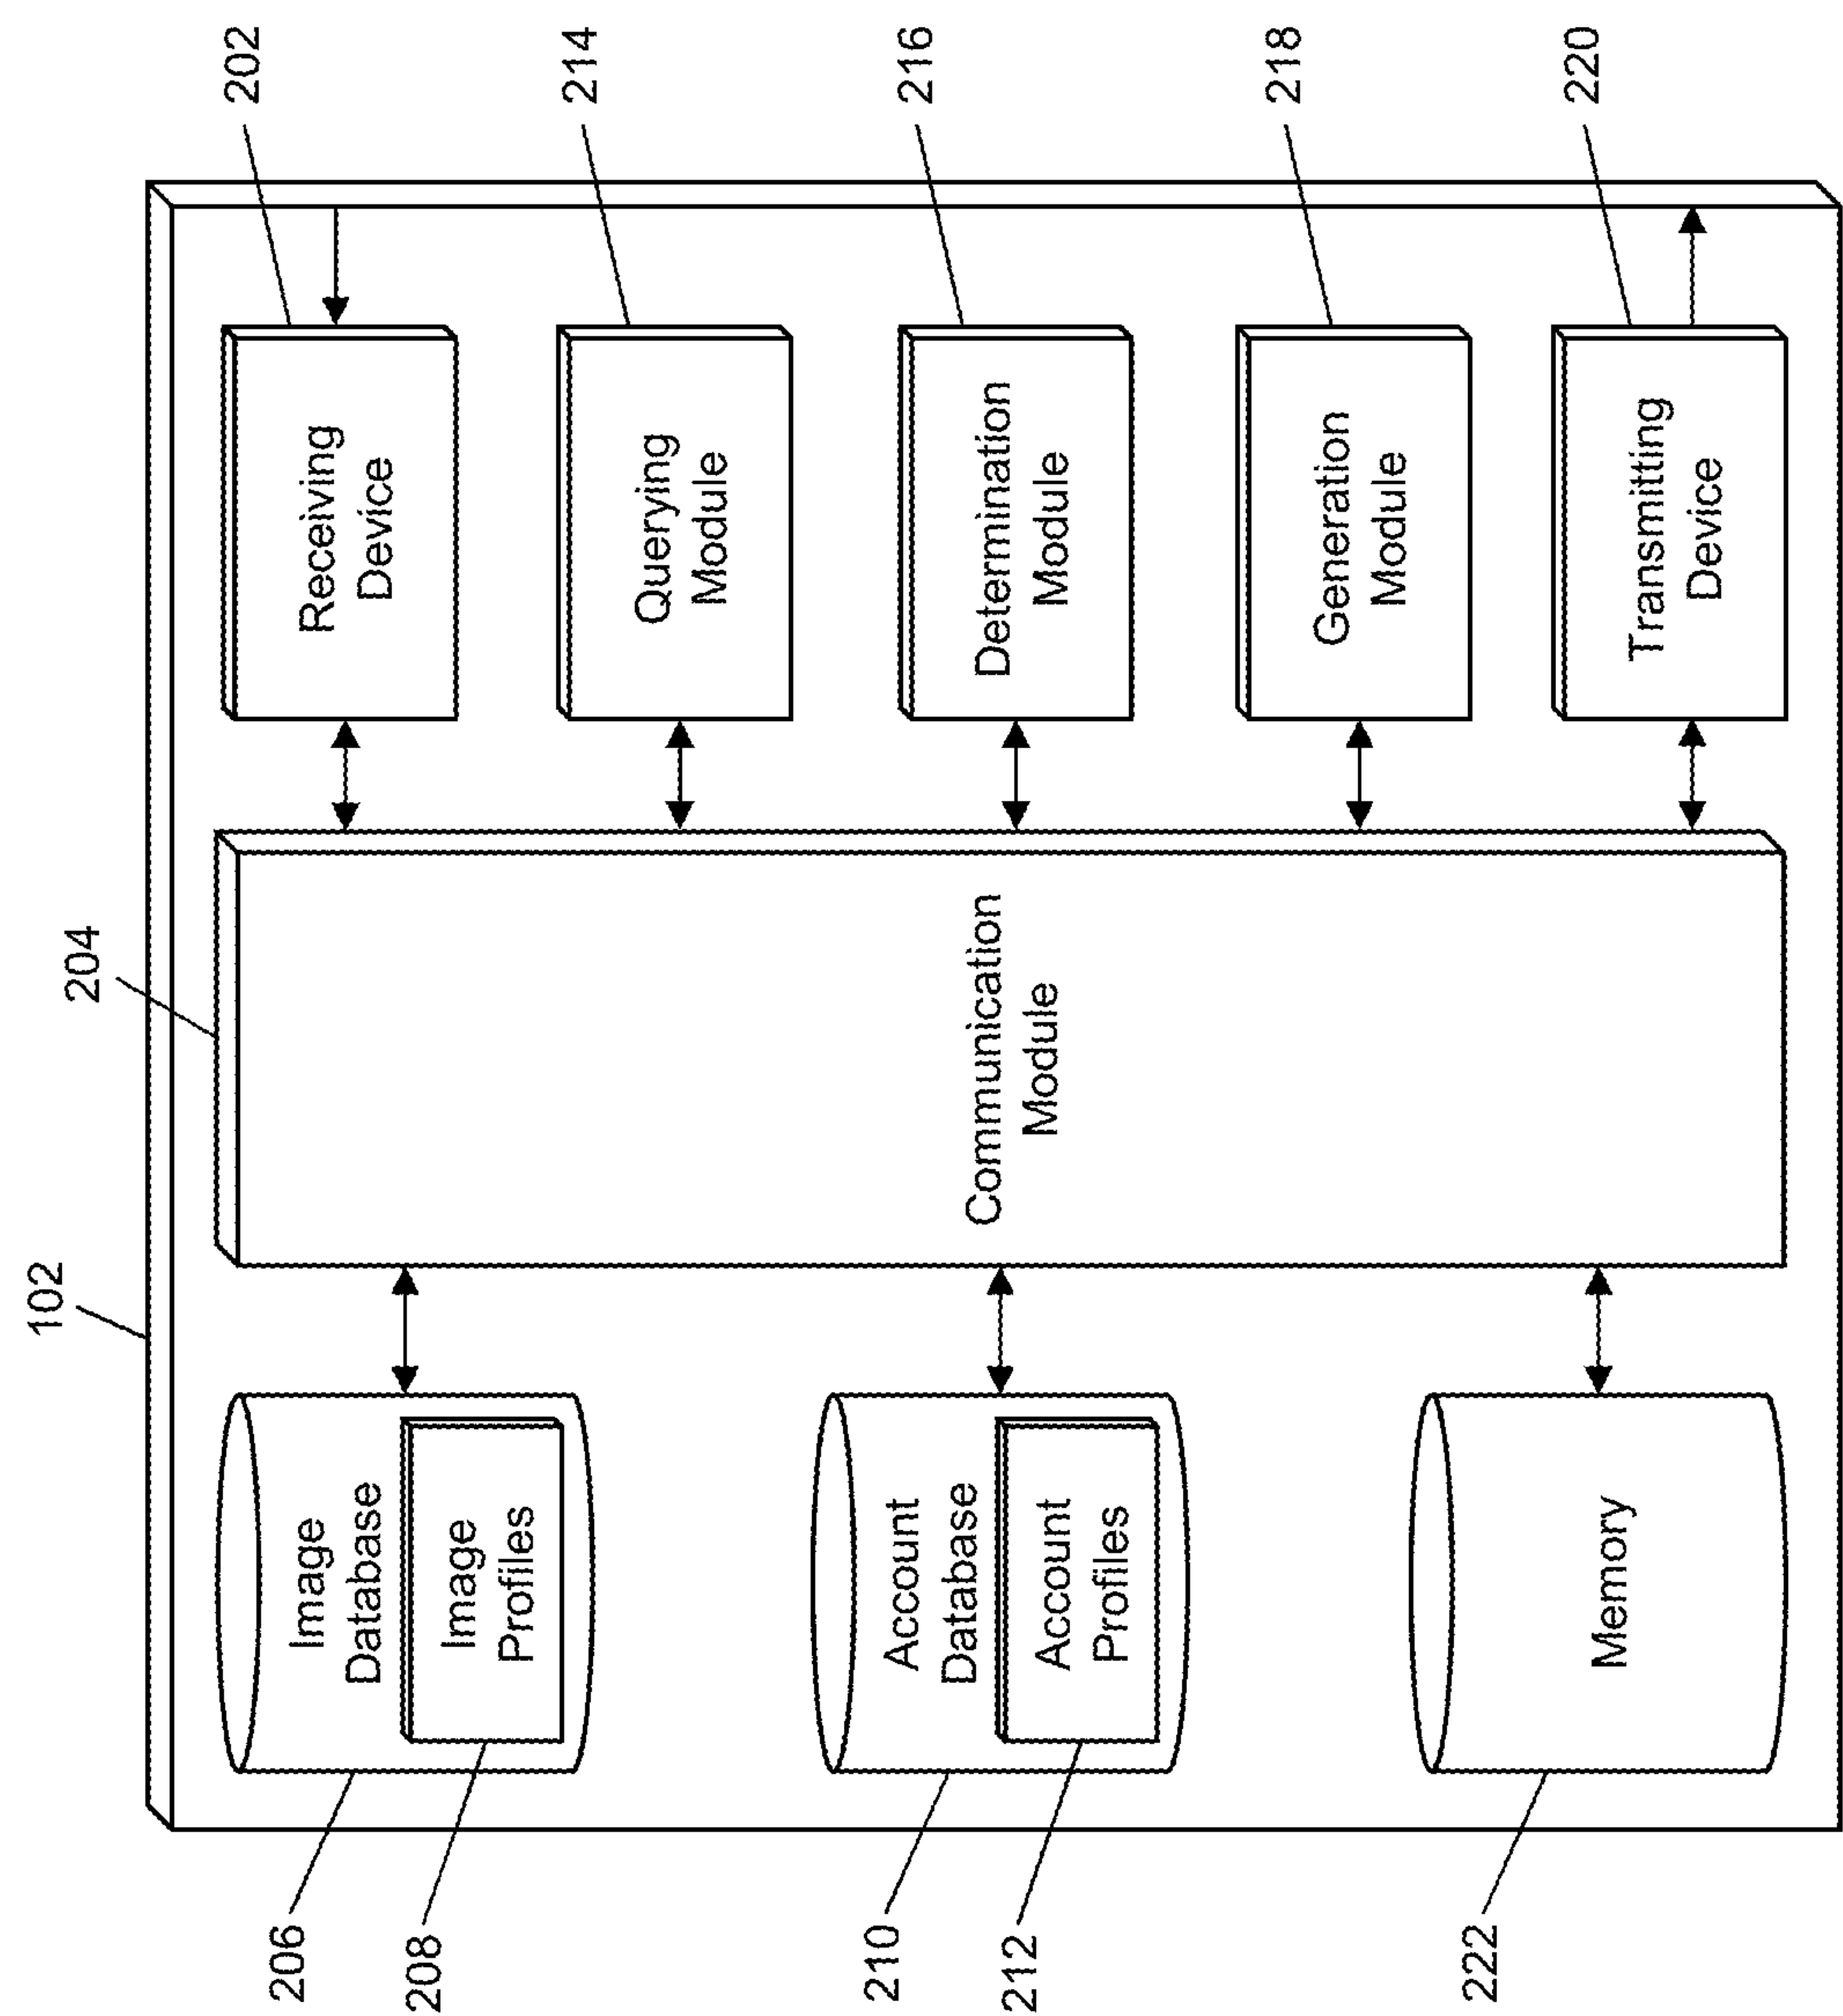 102
204
206
Image
Database
208
Image
Profiles
210
Account
Database
212
Account
Profiles
222
Memory
Communication
Module
Receiving
Device
202
Querying
Module
214
Determination
Module
216
Generation
Module
218
Transmitting
Device
220